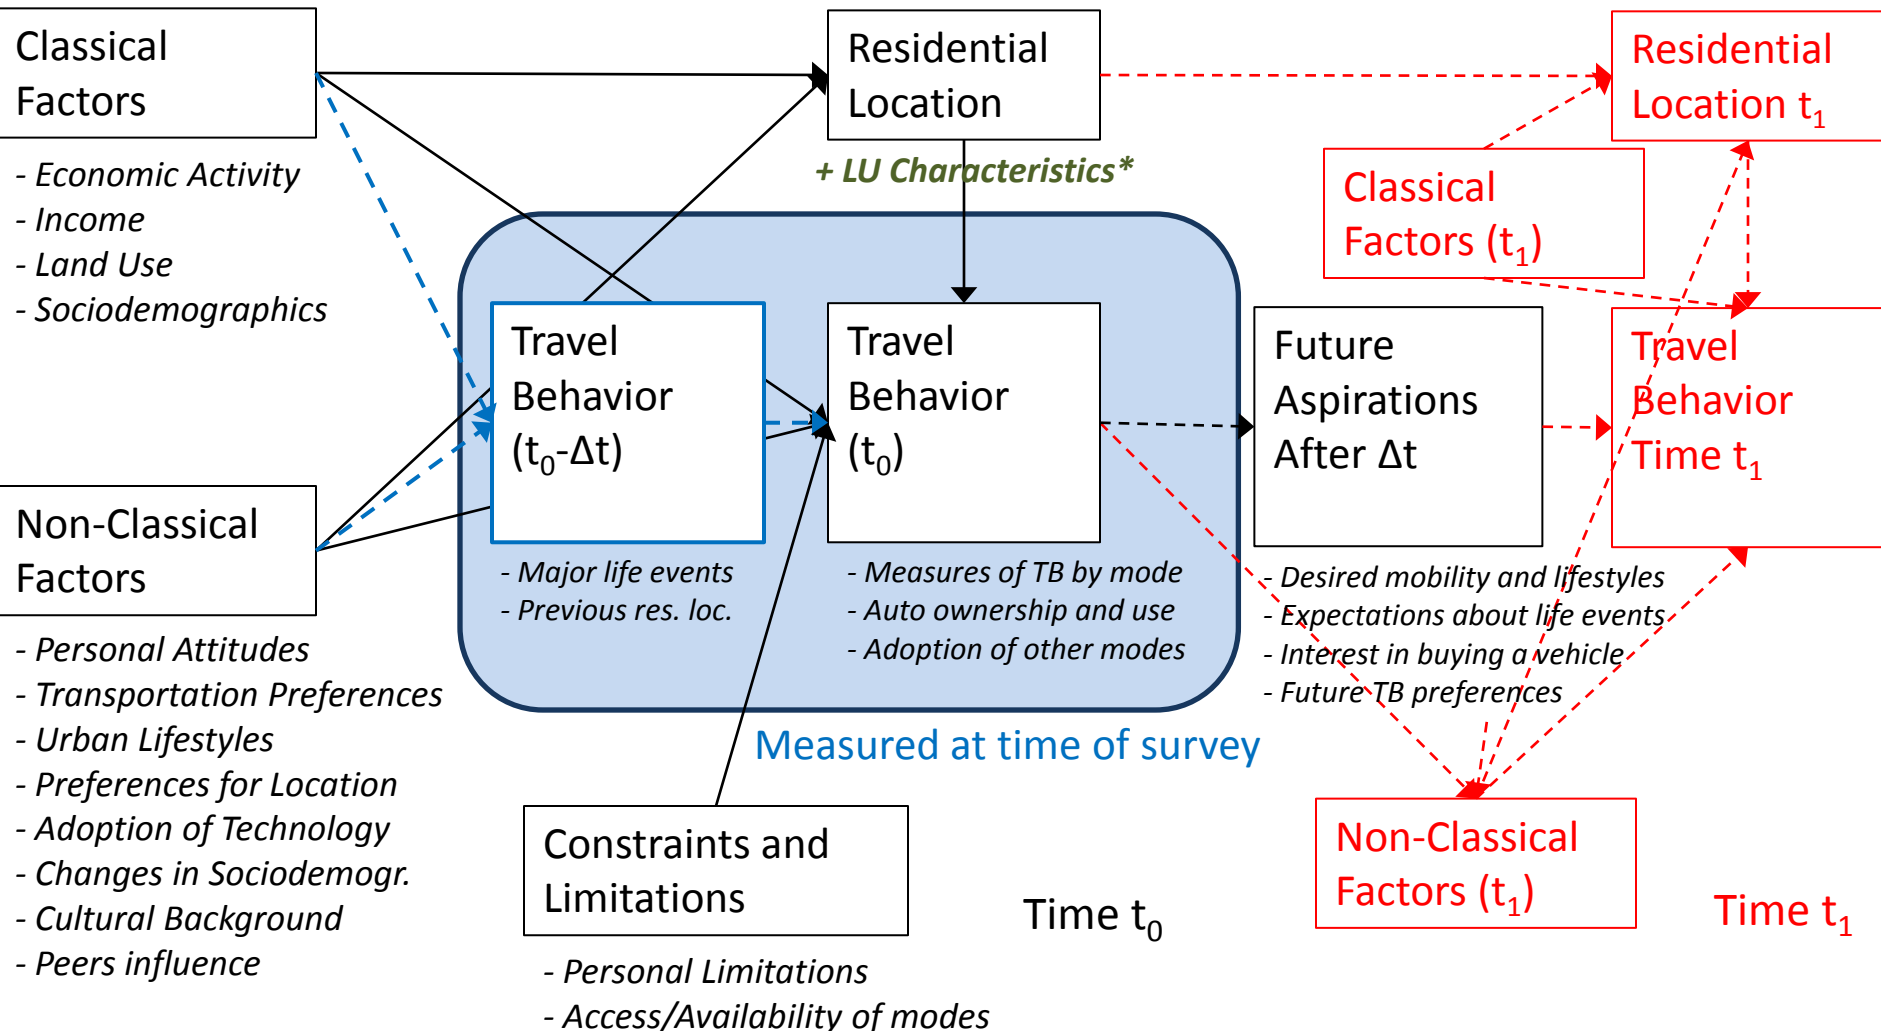 Classical
Factors
- Economic Activity
- Income
- Land Use
- Sociodemographics
Non-Classical
Factors
- Personal Attitudes
- Transportation Preferences
- Urban Lifestyles
- Preferences for Location
- Adoption of Technology
- Changes in Sociodemogr.
- Cultural Background
- Peers influence
Residential
Location
+ LU Characteristics*
Travel
Behavior
(t₀-Δt)
- Major life events
- Previous res. loc.
Travel
Behavior
(t₀)
- Measures of TB by mode
- Auto ownership and use
- Adoption of other modes
Measured at time of survey
Constraints and
Limitations
- Personal Limitations
- Access/Availability of modes
Time t₀
Future
Aspirations
After Δt
- Desired mobility and lifestyles
- Expectations about life events
- Interest in buying a vehicle
- Future TB preferences
Residential
Location t₁
Classical
Factors (t₁)
Travel
Behavior
Time t₁
Non-Classical
Factors (t₁)
Time t₁